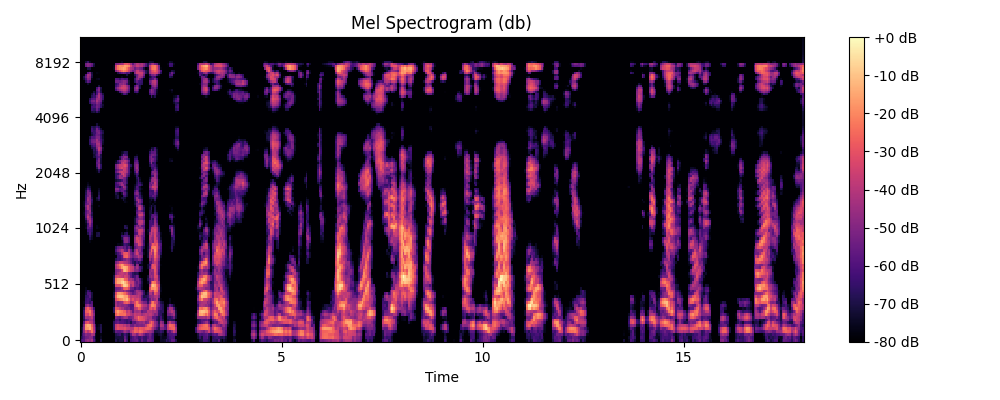 Mel Spectrogram (db)
8192
4096
2048
1024
512
0
Hz
0 5 10 15
Time
+0 dB
-10 dB
-20 dB
-30 dB
-40 dB
-50 dB
-60 dB
-70 dB
-80 dB